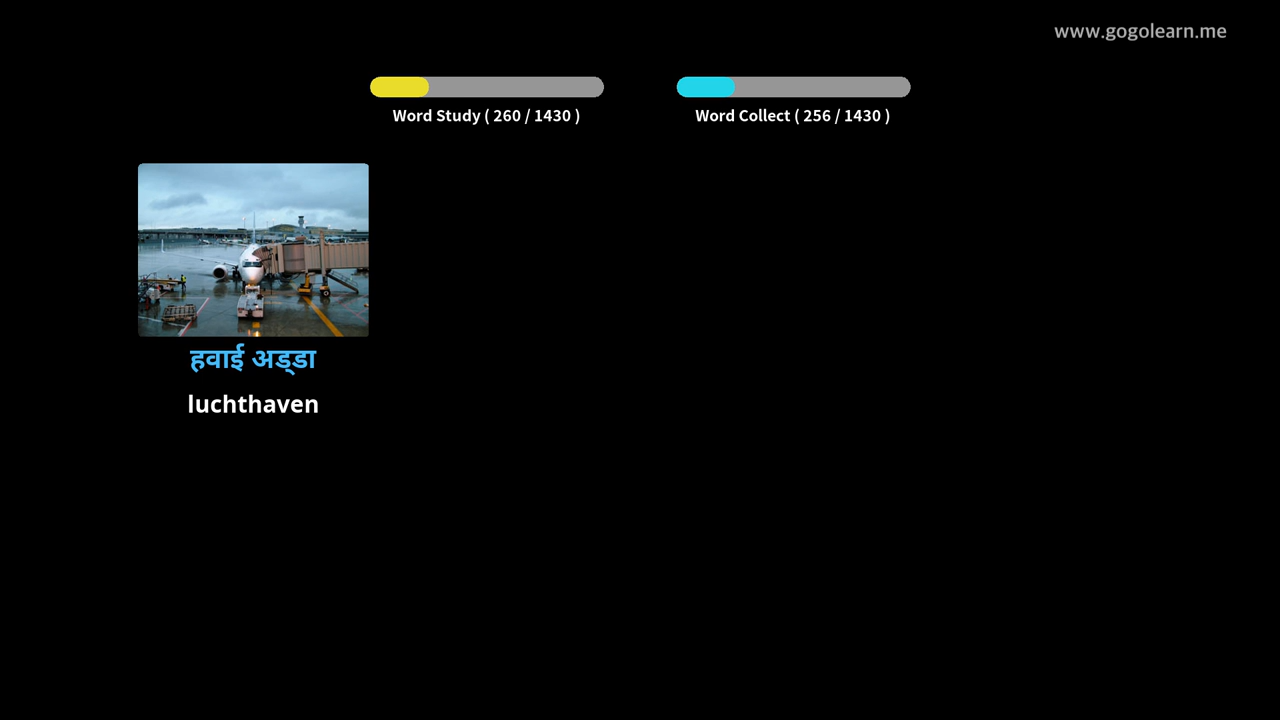 www.gogolearn.me
Word Study ( 260 / 1430 )
Word Collect ( 256 / 1430 )
हवाई अड्डा
luchthaven